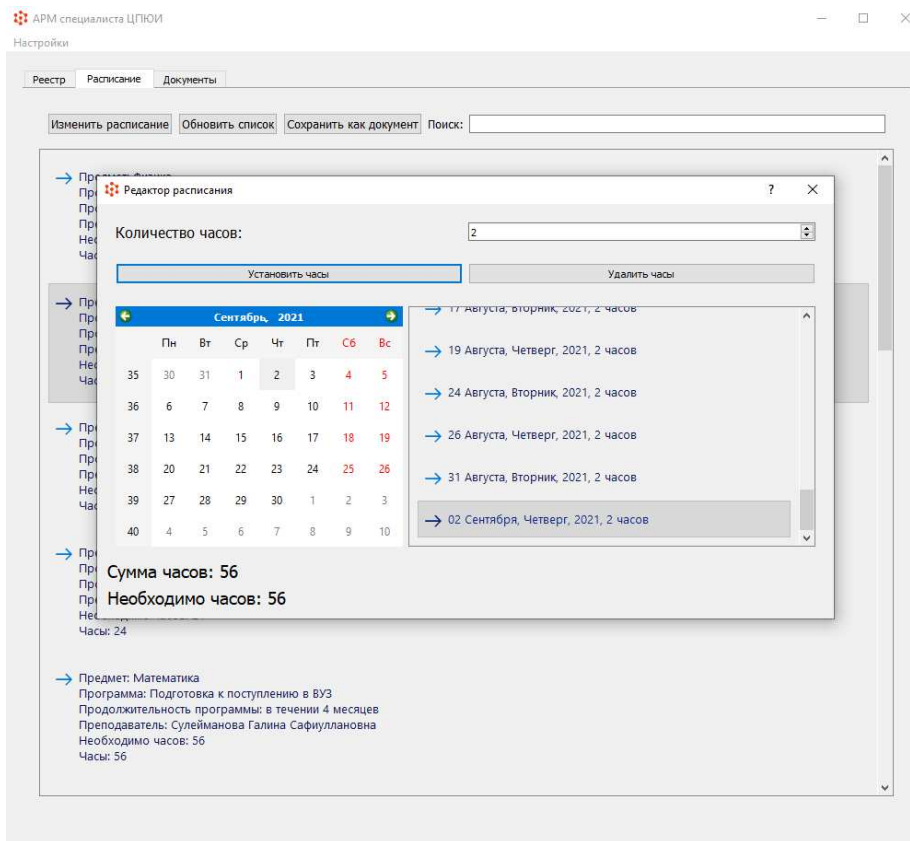 АРМ специалиста ЦПЮИ
Настройки
Реестр Расписание Документы
Изменить расписание Обновить список Сохранить как документ Поиск:
Редактор расписания ?
Количество часов: 2
Установить часы Удалить часы
Сентябрь, 2021
Пн Вт Ср Чт Пт Сб Вс
35 30 31 1 2 3 4 5
36 6 7 8 9 10 11 12
37 13 14 15 16 17 18 19
38 20 21 22 23 24 25 26
39 27 28 29 30 1 2 3
40 4 5 6 7 8 9 10
17 Августа, Вторник, 2021, 2 часов
19 Августа, Четверг, 2021, 2 часов
24 Августа, Вторник, 2021, 2 часов
26 Августа, Четверг, 2021, 2 часов
31 Августа, Вторник, 2021, 2 часов
02 Сентября, Четверг, 2021, 2 часов
Сумма часов: 56
Необходимо часов: 56
Часы: 24
Предмет: Математика
Программа: Подготовка к поступлению в ВУЗ
Продолжительность программы: в течении 4 месяцев
Преподаватель: Сулейманова Галина Сафиуллановна
Необходимо часов: 56
Часы: 56